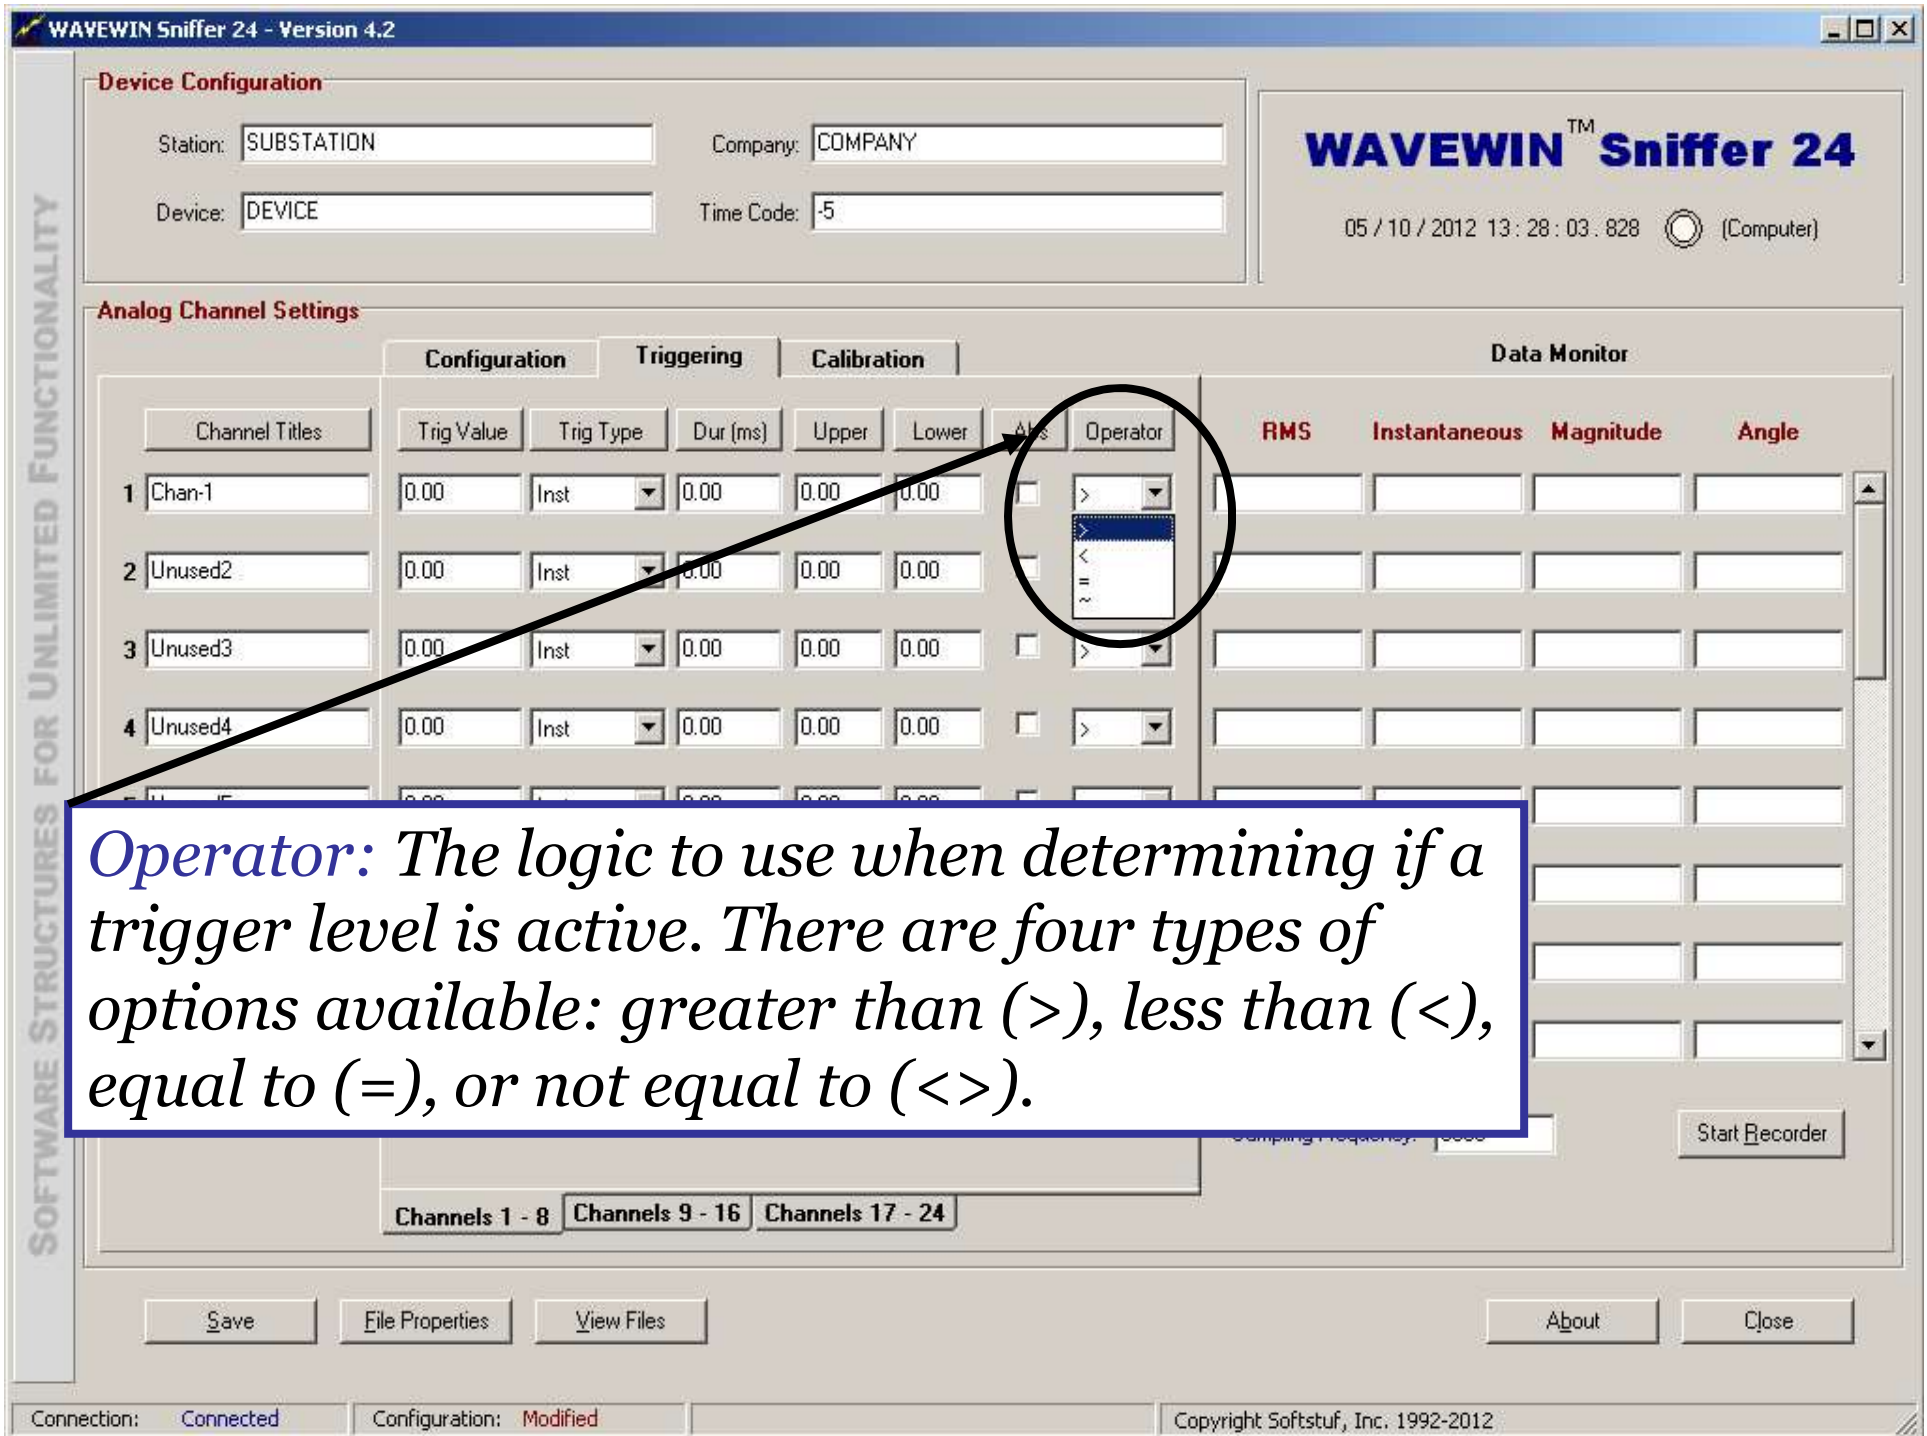 WAVEWIN Sniffer 24 - Version 4.2
SOFTWARE STRUCTURES FOR UNLIMITED FUNCTIONALITY
Device Configuration
Station: SUBSTATION
Company: COMPANY
Device: DEVICE
Time Code: -5
WAVEWIN™ Sniffer 24
05 / 10 / 2012 13 : 28 : 03 . 828 (Computer)
Analog Channel Settings
Configuration Triggering Calibration
Data Monitor
Channel Titles Trig Value Trig Type Dur (ms) Upper Lower Abs Operator RMS Instantaneous Magnitude Angle
1 Chan-1 0.00 Inst 0.00 0.00 0.00 >
>
<
=
~
2 Unused2 0.00 Inst 0.00 0.00 0.00
3 Unused3 0.00 Inst 0.00 0.00 0.00 >
4 Unused4 0.00 Inst 0.00 0.00 0.00 >
Operator: The logic to use when determining if a
trigger level is active. There are four types of
options available: greater than (>), less than (<),
equal to (=), or not equal to (<>).
Sampling Frequency:
Start Recorder
Channels 1 - 8 Channels 9 - 16 Channels 17 - 24
Save File Properties View Files About Close
Connection: Connected Configuration: Modified Copyright Softstuf, Inc. 1992-2012